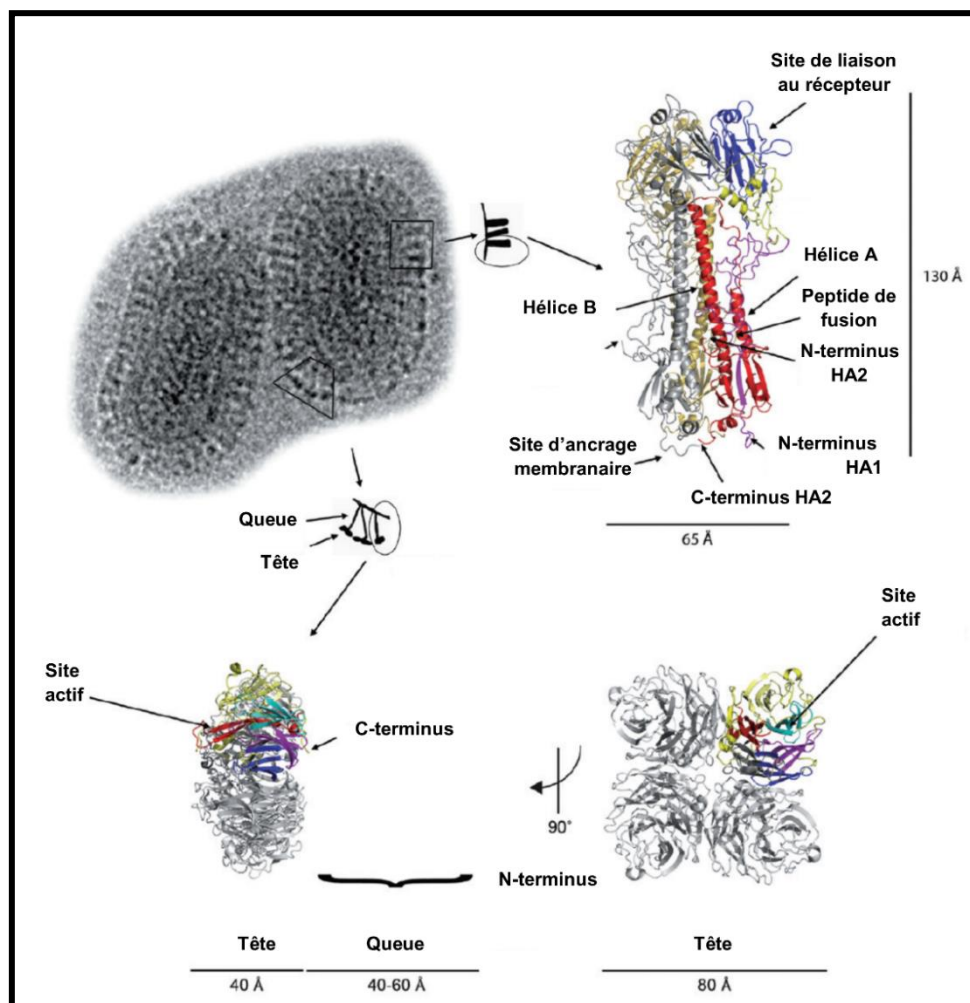 Site de liaison
au récepteur
Hélice A
130 Å
Hélice B
Peptide de
fusion
N-terminus
HA2
Site d'ancrage
membranaire
N-terminus
HA1
C-terminus HA2
65 Å
Queue
Tête
Site
actif
Site
actif
C-terminus
90°
N-terminus
Tête
Queue
Tête
40 Å
40-60 Å
80 Å